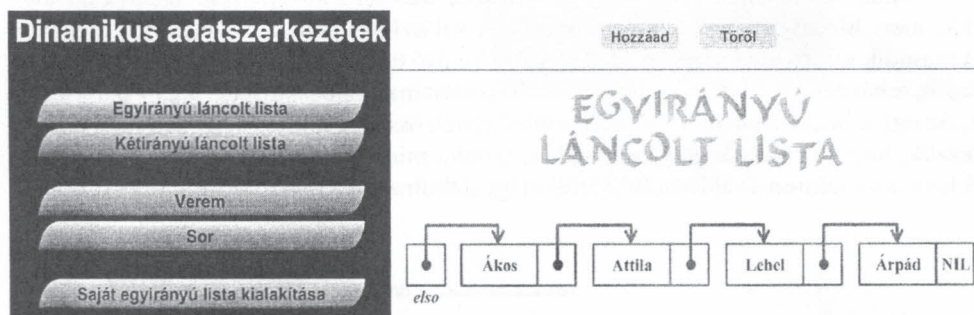 Dinamikus adatszerkezetek
Egyirányú láncolt lista
Kétirányú láncolt lista
Verem
Sor
Saját egyirányú lista kialakítása
Hozzáad Töröl
EGYIRÁNYÚ
LÁNCOLT LISTA
Ákos Attila Lehel Árpád NIL
elso